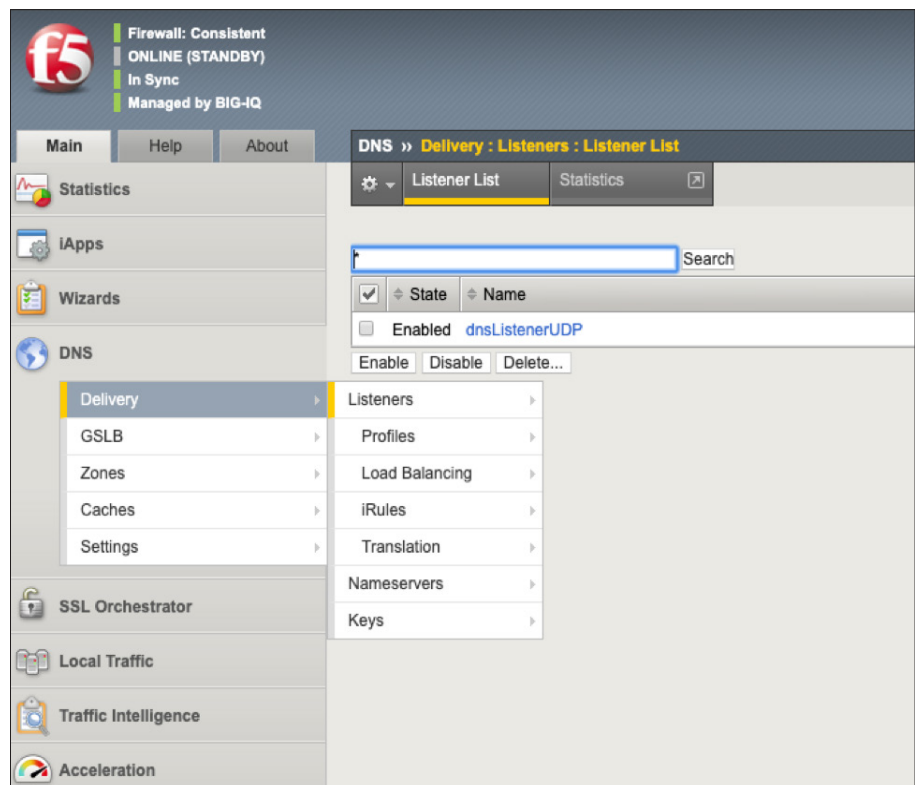 f5
Firewall: Consistent
ONLINE (STANDBY)
In Sync
Managed by BIG-IQ
Main Help About
DNS ›› Delivery : Listeners : Listener List
Listener List Statistics
Statistics
iApps
Wizards
DNS
Delivery
GSLB
Zones
Caches
Settings
SSL Orchestrator
Local Traffic
Traffic Intelligence
Acceleration
* Search
State Name
Enabled dnsListenerUDP
Enable Disable Delete...
Listeners
Profiles
Load Balancing
iRules
Translation
Nameservers
Keys